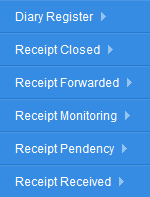 Diary Register
Receipt Closed
Receipt Forwarded
Receipt Monitoring
Receipt Pendency
Receipt Received